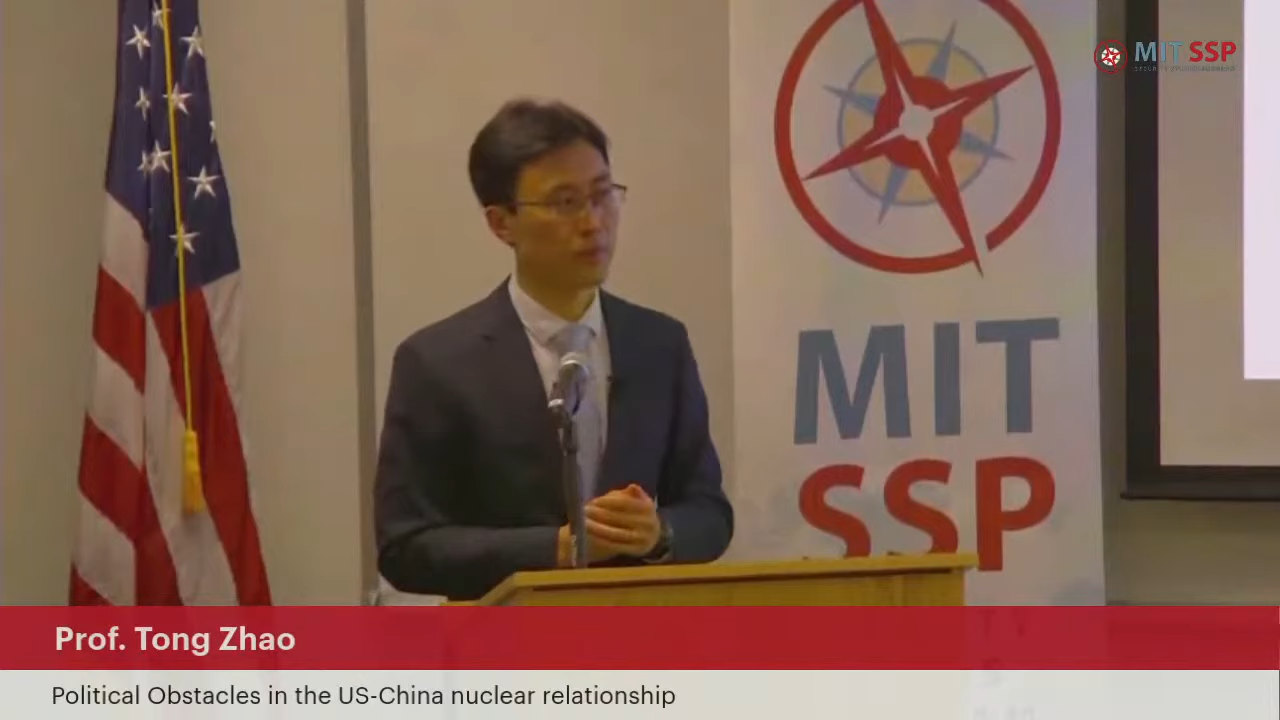 MIT SSP
MIT
SSP
Prof. Tong Zhao
Political Obstacles in the US-China nuclear relationship